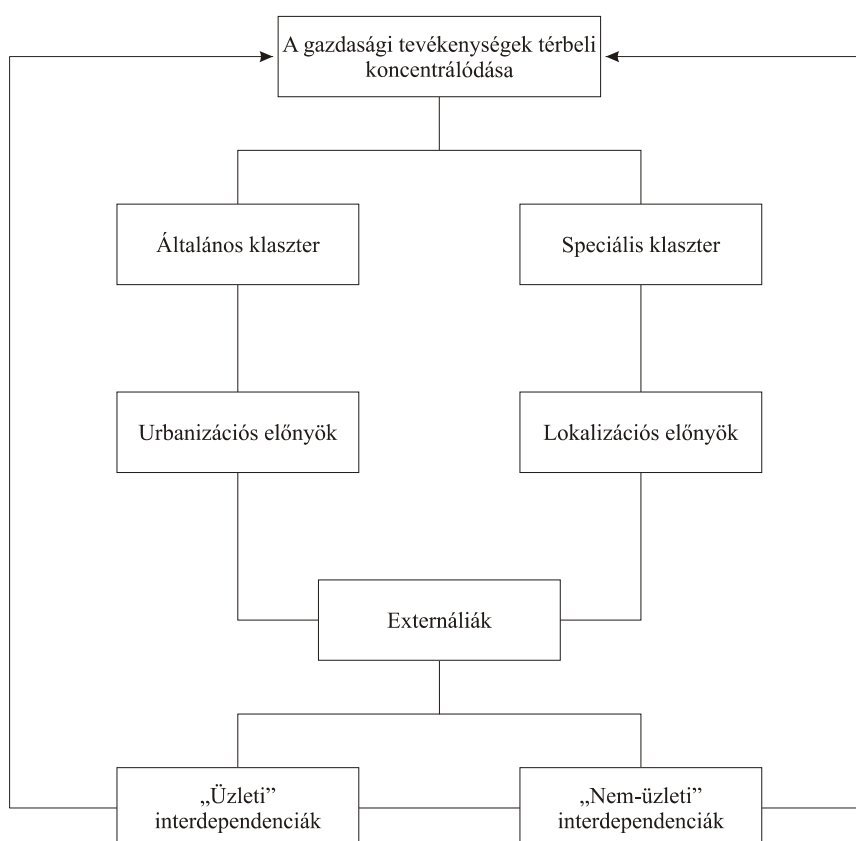 A gazdasági tevékenységek térbeli
koncentrálódása
Általános klaszter
Speciális klaszter
Urbanizációs előnyök
Lokalizációs előnyök
Externáliák
„Üzleti”
interdependenciák
„Nem-üzleti”
interdependenciák